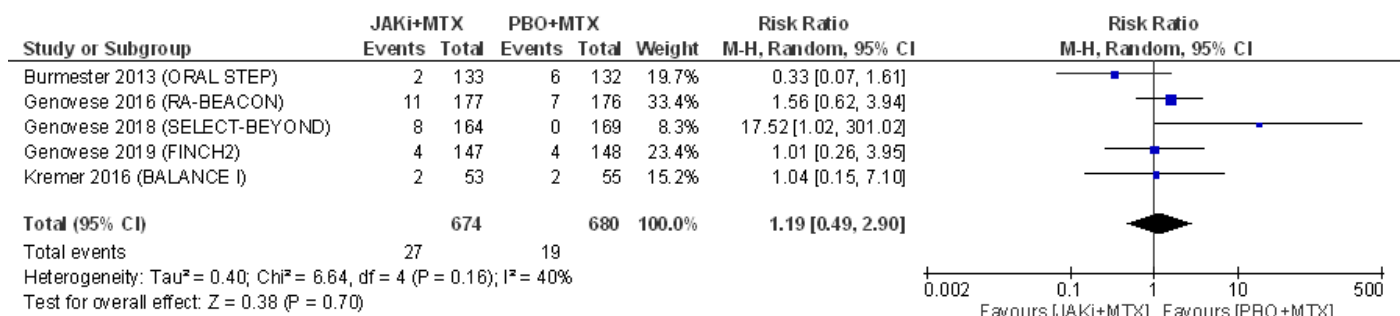 JAKi+MTX PBO+MTX Risk Ratio Risk Ratio
Study or Subgroup Events Total Events Total Weight M-H, Random, 95% CI M-H, Random, 95% CI
Burmester 2013 (ORAL STEP) 2 133 6 132 19.7% 0.33 [0.07, 1.61]
Genovese 2016 (RA-BEACON) 11 177 7 176 33.4% 1.56 [0.62, 3.94]
Genovese 2018 (SELECT-BEYOND) 8 164 0 169 8.3% 17.52 [1.02, 301.02]
Genovese 2019 (FINCH2) 4 147 4 148 23.4% 1.01 [0.26, 3.95]
Kremer 2016 (BALANCE I) 2 53 2 55 15.2% 1.04 [0.15, 7.10]
Total (95% CI) 674 680 100.0% 1.19 [0.49, 2.90]
Total events 27 19
Heterogeneity: Tau² = 0.40; Chi² = 6.64, df = 4 (P = 0.16); I² = 40%
Test for overall effect: Z = 0.38 (P = 0.70)
0.002 0.1 1 10 500
Favours [JAKi+MTX] Favours [PBO+MTX]